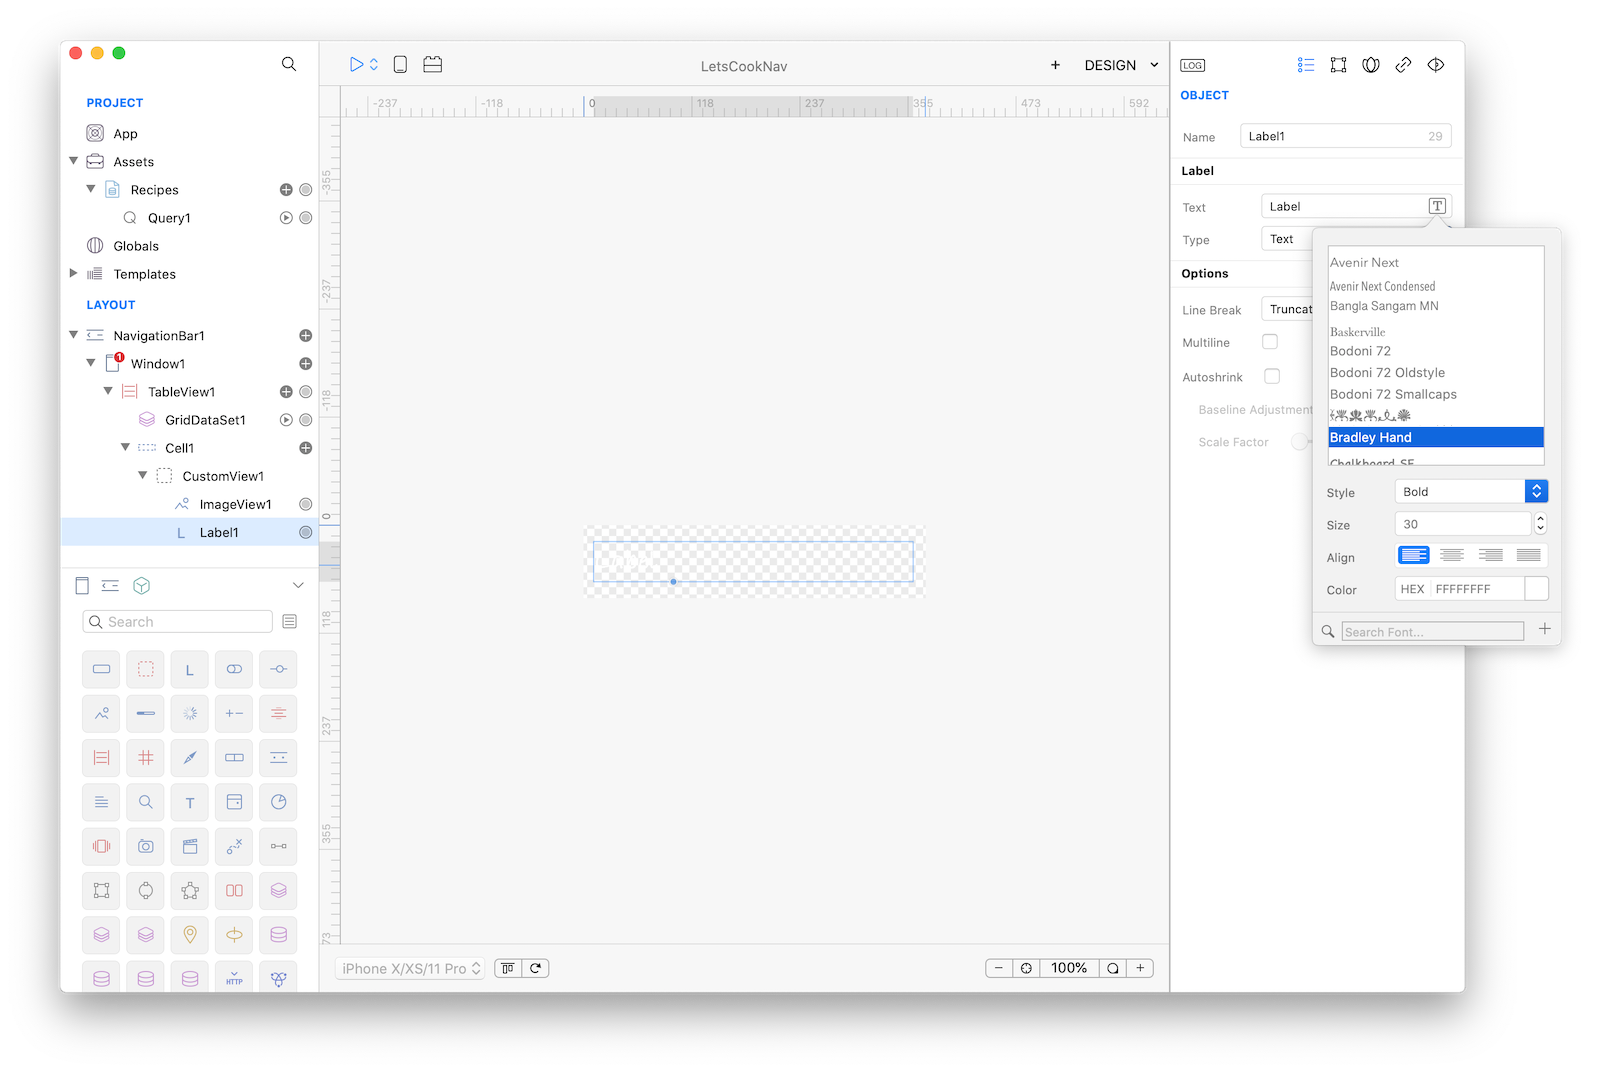 LetsCookNav
DESIGN
LOG
PROJECT
App
Assets
Recipes
Query1
Globals
Templates
LAYOUT
NavigationBar1
1
Window1
TableView1
GridDataSet1
Cell1
CustomView1
ImageView1
L Label1
Search
L
T
HTTP
-237 -118 0 118 237 355 473 592
-355
-237
-118
0
118
237
355
73
iPhone X/XS/11 Pro
100%
OBJECT
Name Label1 29
Label
Text Label T
Type Text
Options
Line Break Truncat
Multiline
Autoshrink
Baseline Adjustment
Scale Factor
Avenir Next
Avenir Next Condensed
Bangla Sangam MN
Baskerville
Bodoni 72
Bodoni 72 Oldstyle
Bodoni 72 Smallcaps
Bradley Hand
Chalkboard SE
Style Bold
Size 30
Align
Color HEX FFFFFFFF
Search Font...